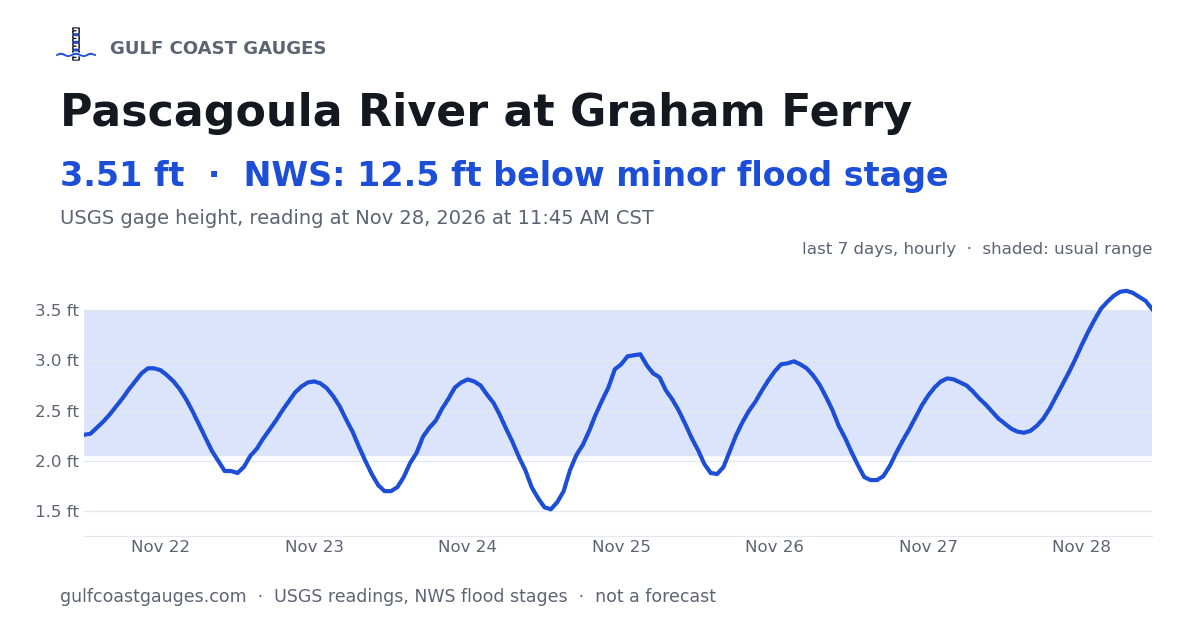 GULF COAST GAUGES
Pascagoula River at Graham Ferry
3.51 ft · NWS: 12.5 ft below minor flood stage
USGS gage height, reading at Nov 28, 2026 at 11:45 AM CST
last 7 days, hourly · shaded: usual range
3.5 ft
3.0 ft
2.5 ft
2.0 ft
1.5 ft
Nov 22 Nov 23 Nov 24 Nov 25 Nov 26 Nov 27 Nov 28
gulfcoastgauges.com · USGS readings, NWS flood stages · not a forecast